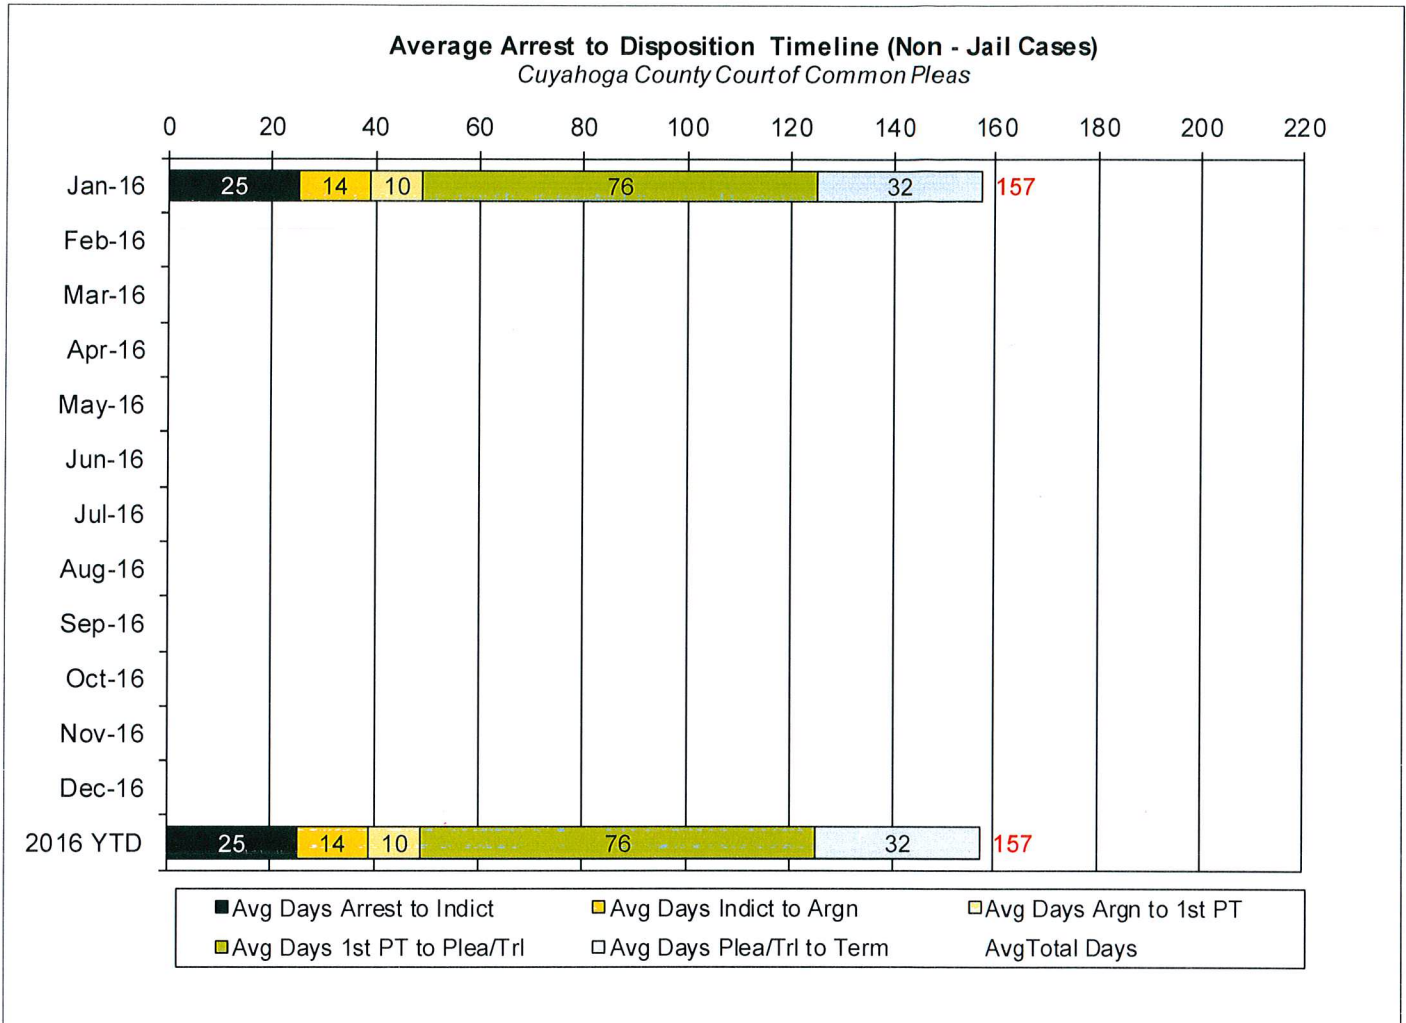 Average Arrest to Disposition Timeline (Non - Jail Cases)
Cuyahoga County Court of Common Pleas
0 20 40 60 80 100 120 140 160 180 200 220
Jan-16 25 14 10 76 32 157
Feb-16
Mar-16
Apr-16
May-16
Jun-16
Jul-16
Aug-16
Sep-16
Oct-16
Nov-16
Dec-16
2016 YTD 25 14 10 76 32 157
Avg Days Arrest to Indict Avg Days Indict to Argn Avg Days Argn to 1st PT
Avg Days 1st PT to Plea/Trl Avg Days Plea/Trl to Term Avg Total Days